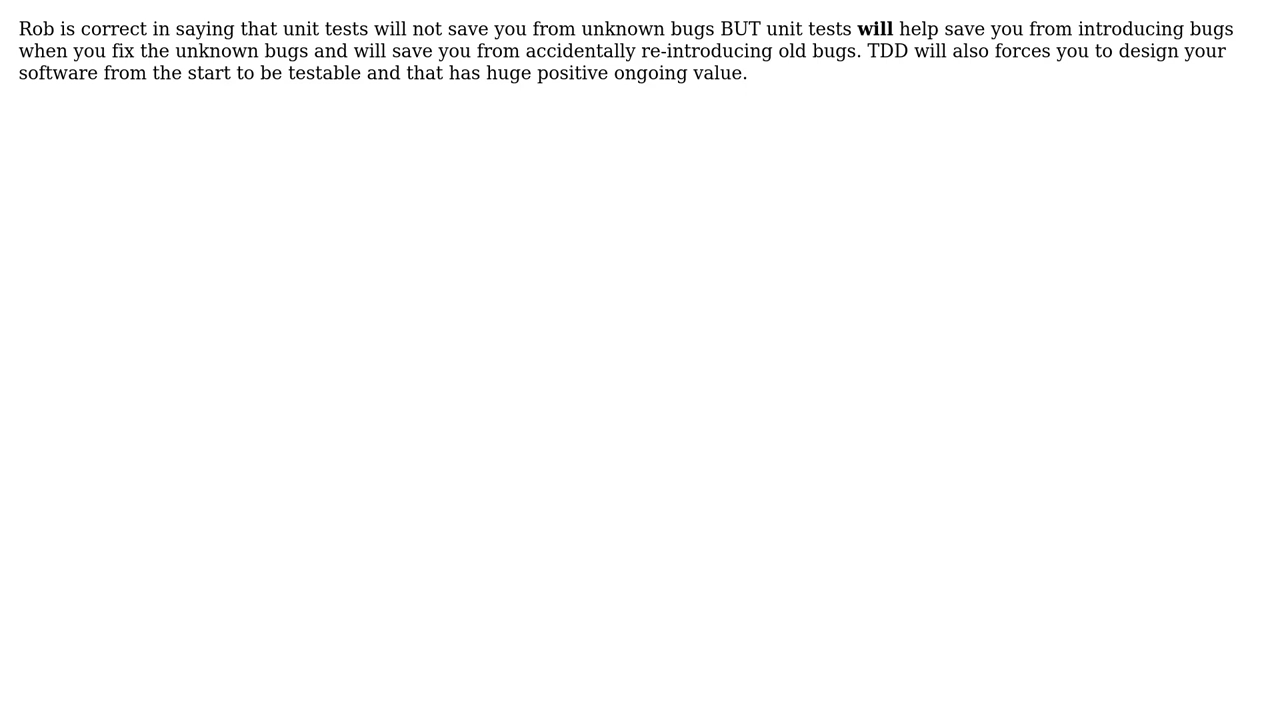 Rob is correct in saying that unit tests will not save you from unknown bugs BUT unit tests will help save you from introducing bugs
when you fix the unknown bugs and will save you from accidentally re-introducing old bugs. TDD will also forces you to design your
software from the start to be testable and that has huge positive ongoing value.